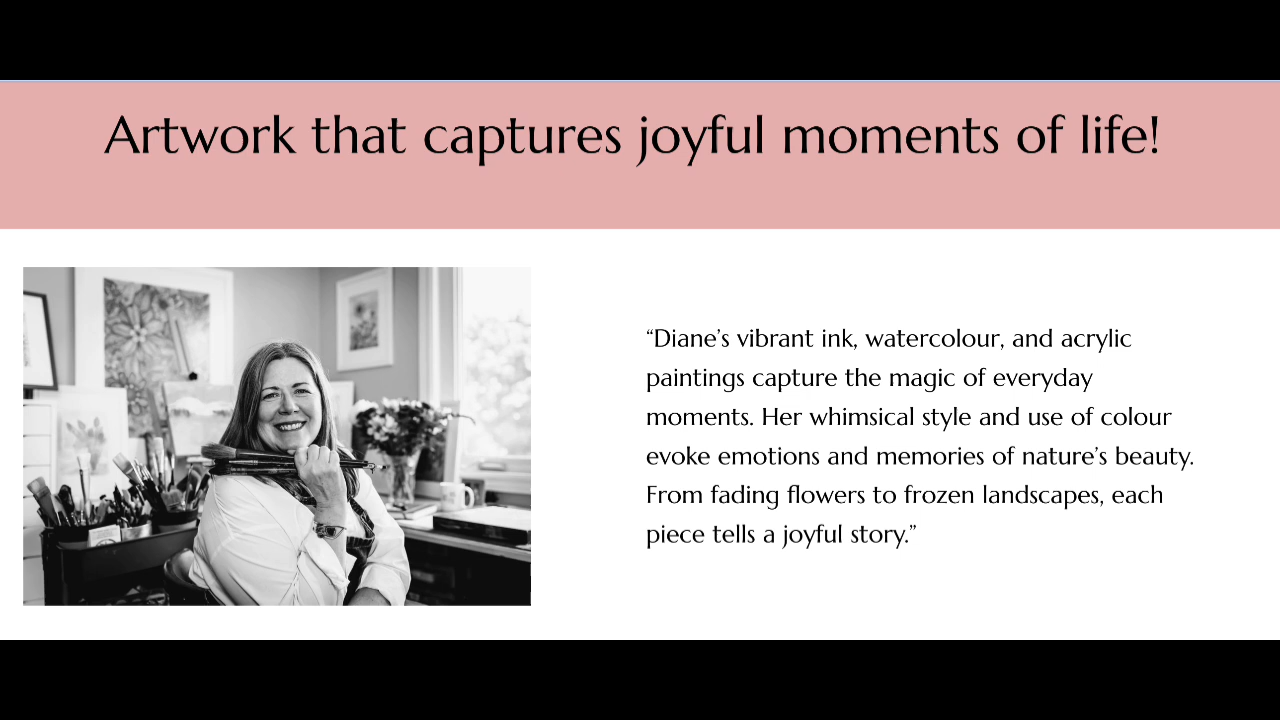 Artwork that captures joyful moments of life!
“Diane’s vibrant ink, watercolour, and acrylic
paintings capture the magic of everyday
moments. Her whimsical style and use of colour
evoke emotions and memories of nature’s beauty.
From fading flowers to frozen landscapes, each
piece tells a joyful story.”